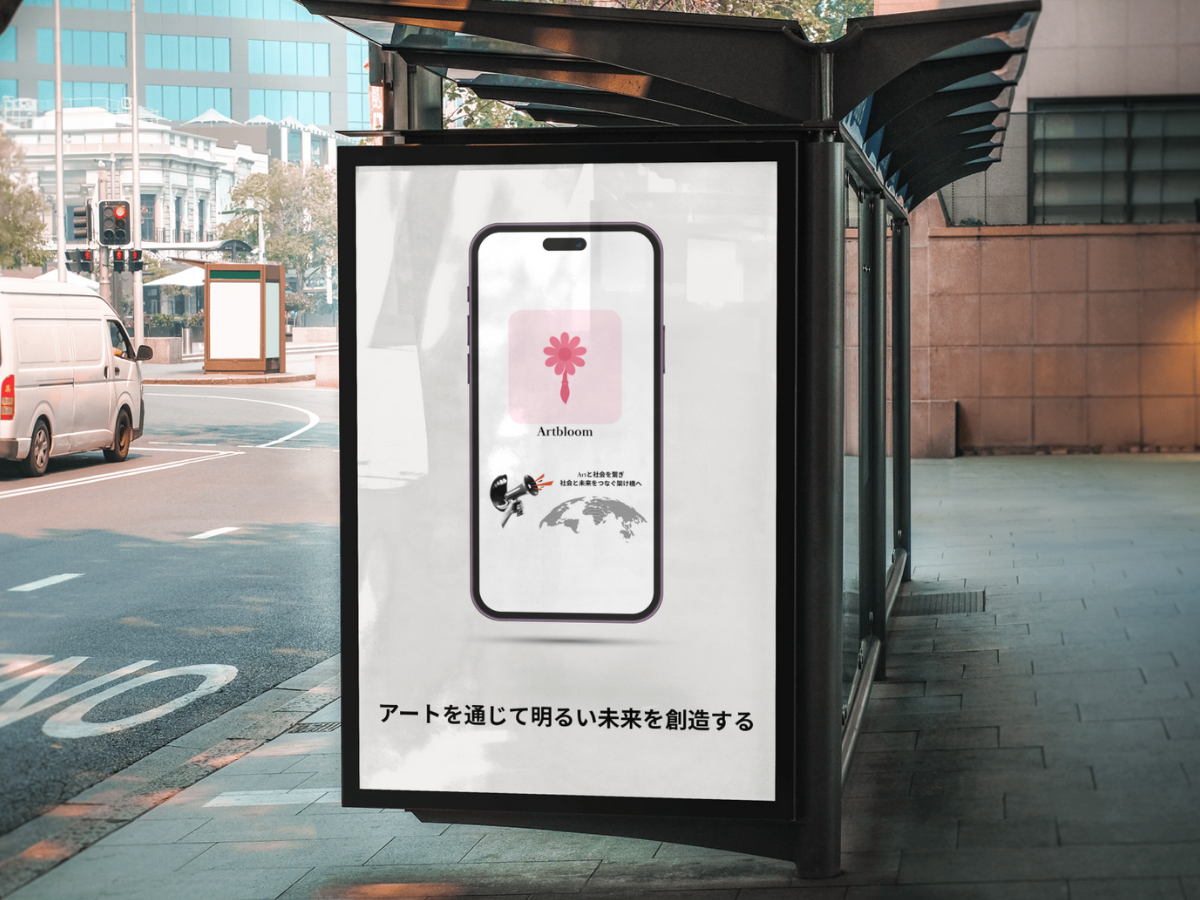 Artbloom
Artと社会を繋ぎ
社会と未来をつなぐ架け橋へ
アートを通じて明るい未来を創造する
NO